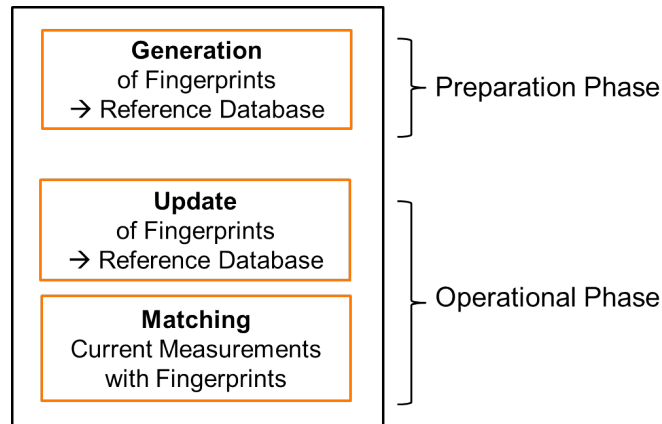 Generation
of Fingerprints
→ Reference Database
Preparation Phase
Update
of Fingerprints
→ Reference Database
Matching
Current Measurements
with Fingerprints
Operational Phase